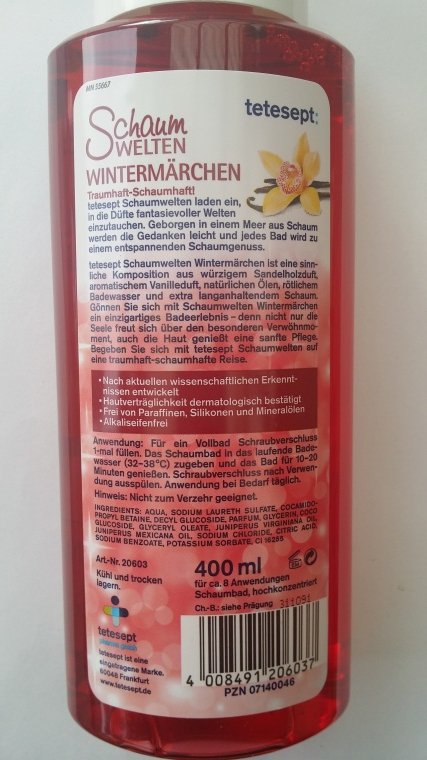 MN 55667
tetesept:
Schaum
WELTEN
WINTERMÄRCHEN
Traumhaft-Schaumhaft!
tetesept Schaumwelten laden ein,
in die Düfte fantasievoller Welten
einzutauchen. Geborgen in einem Meer aus Schaum
werden die Gedanken leicht und jedes Bad wird zu
einem entspannenden Schaumgenuss.
tetesept Schaumwelten Wintermärchen ist eine sinn-
liche Komposition aus würzigem Sandelholzduft,
aromatischem Vanilleduft, natürlichen Ölen, rötlichem
Badewasser und extra langanhaltendem Schaum.
Gönnen Sie sich mit Schaumwelten Wintermärchen
ein einzigartiges Badeerlebnis – denn nicht nur die
Seele freut sich über den besonderen Verwöhnmo-
ment, auch die Haut genießt eine sanfte Pflege.
Begeben Sie sich mit tetesept Schaumwelten auf
eine traumhaft-schaumhafte Reise.
• Nach aktuellen wissenschaftlichen Erkennt-
nissen entwickelt
• Hautverträglichkeit dermatologisch bestätigt
• Frei von Paraffinen, Silikonen und Mineralölen
• Alkaliseifenfrei
Anwendung: Für ein Vollbad Schraubverschluss
1-mal füllen. Das Schaumbad in das laufende Bade-
wasser (32–38°C) zugeben und das Bad für 10–20
Minuten genießen. Schraubverschluss nach Verwen-
dung ausspülen. Anwendung bei Bedarf täglich.
Hinweis: Nicht zum Verzehr geeignet.
INGREDIENTS: AQUA, SODIUM LAURETH SULFATE, COCAMIDO-
PROPYL BETAINE, DECYL GLUCOSIDE, PARFUM, GLYCERIN, COCO
GLUCOSIDE, GLYCERYL OLEATE, JUNIPERUS VIRGINIANA OIL,
JUNIPERUS MEXICANA OIL, SODIUM CHLORIDE, CITRIC ACID,
SODIUM BENZOATE, POTASSIUM SORBATE, CI 16255
Art.-Nr. 20603
Kühl und trocken
lagern.
400 ml
für ca. 8 Anwendungen
Schaumbad, hochkonzentriert
Ch.-B.: siehe Prägung 311091
tetesept
pharma gmbh
tetesept ist eine
eingetragene Marke.
60048 Frankfurt
www.tetesept.de
4 008491 206037
PZN 07140046